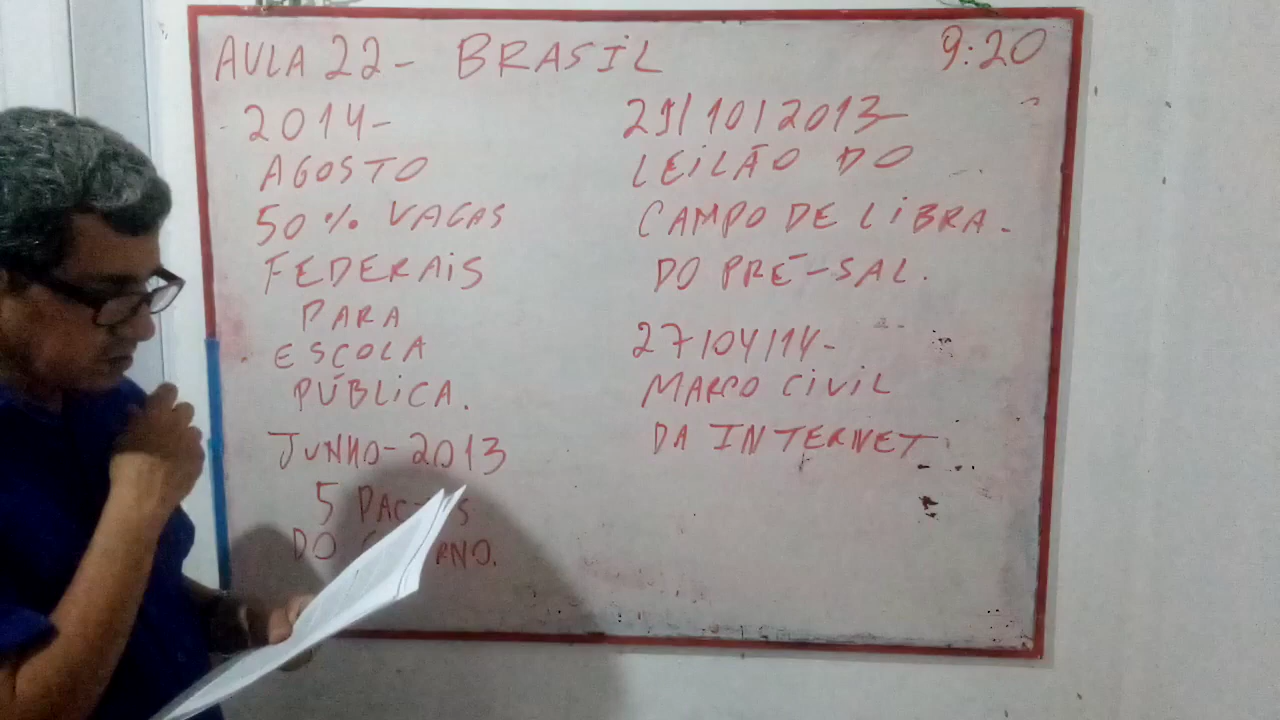 AULA 22- BRASIL
9:20
2014-
AGOSTO
50% VAGAS
FEDERAIS
PARA
ESCOLA
PÚBLICA.
JUNHO-2013
5
DO
21/10/2013-
LEILÃO DO
CAMPO DE LIBRA.
DO PRÉ-SAL.
27/04/14-
MARCO CIVIL
DA INTERNET